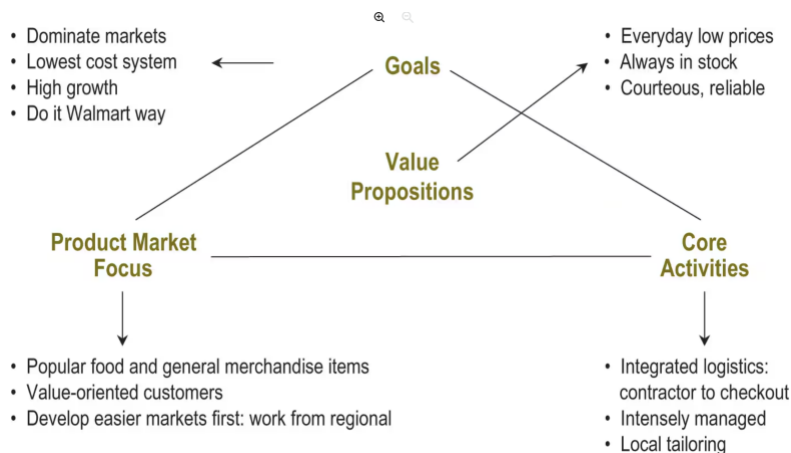 • Dominate markets
• Lowest cost system
• High growth
• Do it Walmart way
Goals
• Everyday low prices
• Always in stock
• Courteous, reliable
Value
Propositions
Product Market
Focus
Core
Activities
• Popular food and general merchandise items
• Value-oriented customers
• Develop easier markets first: work from regional
• Integrated logistics:
contractor to checkout
• Intensely managed
• Local tailoring